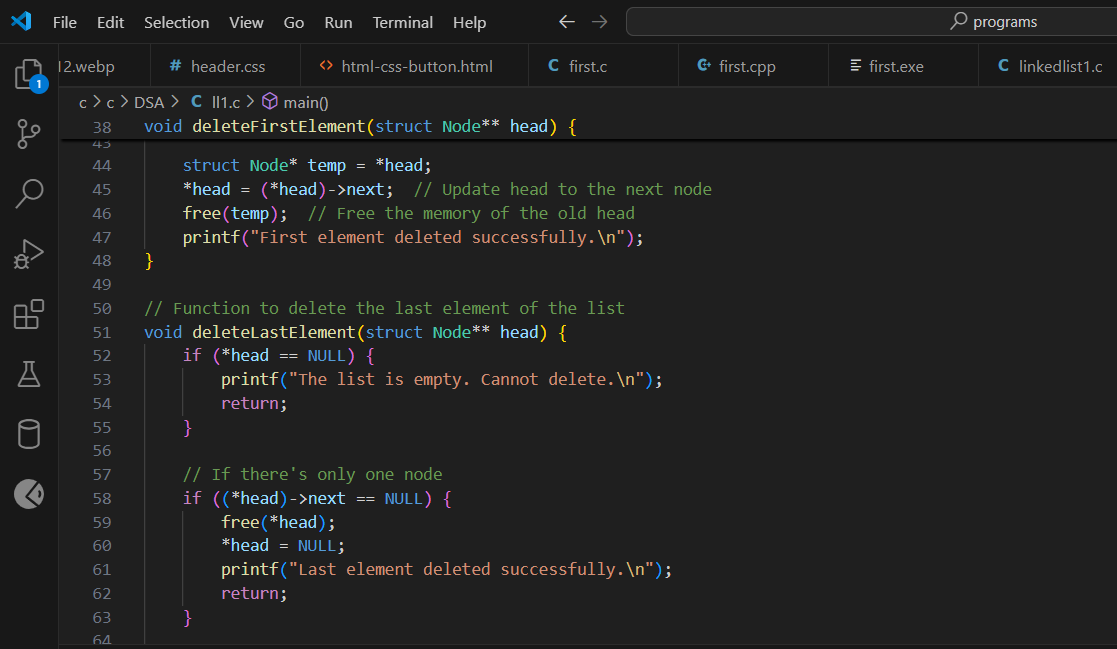 File Edit Selection View Go Run Terminal Help programs
12.webp # header.css <> html-css-button.html C first.c C+ first.cpp first.exe C linkedlist1.c
1
c > c > DSA > C ll1.c > main()
38 void deleteFirstElement(struct Node** head) {
43
44 struct Node* temp = *head;
45 *head = (*head)->next;  // Update head to the next node
46 free(temp);  // Free the memory of the old head
47 printf("First element deleted successfully.\n");
48 }
49
50 // Function to delete the last element of the list
51 void deleteLastElement(struct Node** head) {
52 if (*head == NULL) {
53 printf("The list is empty. Cannot delete.\n");
54 return;
55 }
56
57 // If there's only one node
58 if ((*head)->next == NULL) {
59 free(*head);
60 *head = NULL;
61 printf("Last element deleted successfully.\n");
62 return;
63 }
64